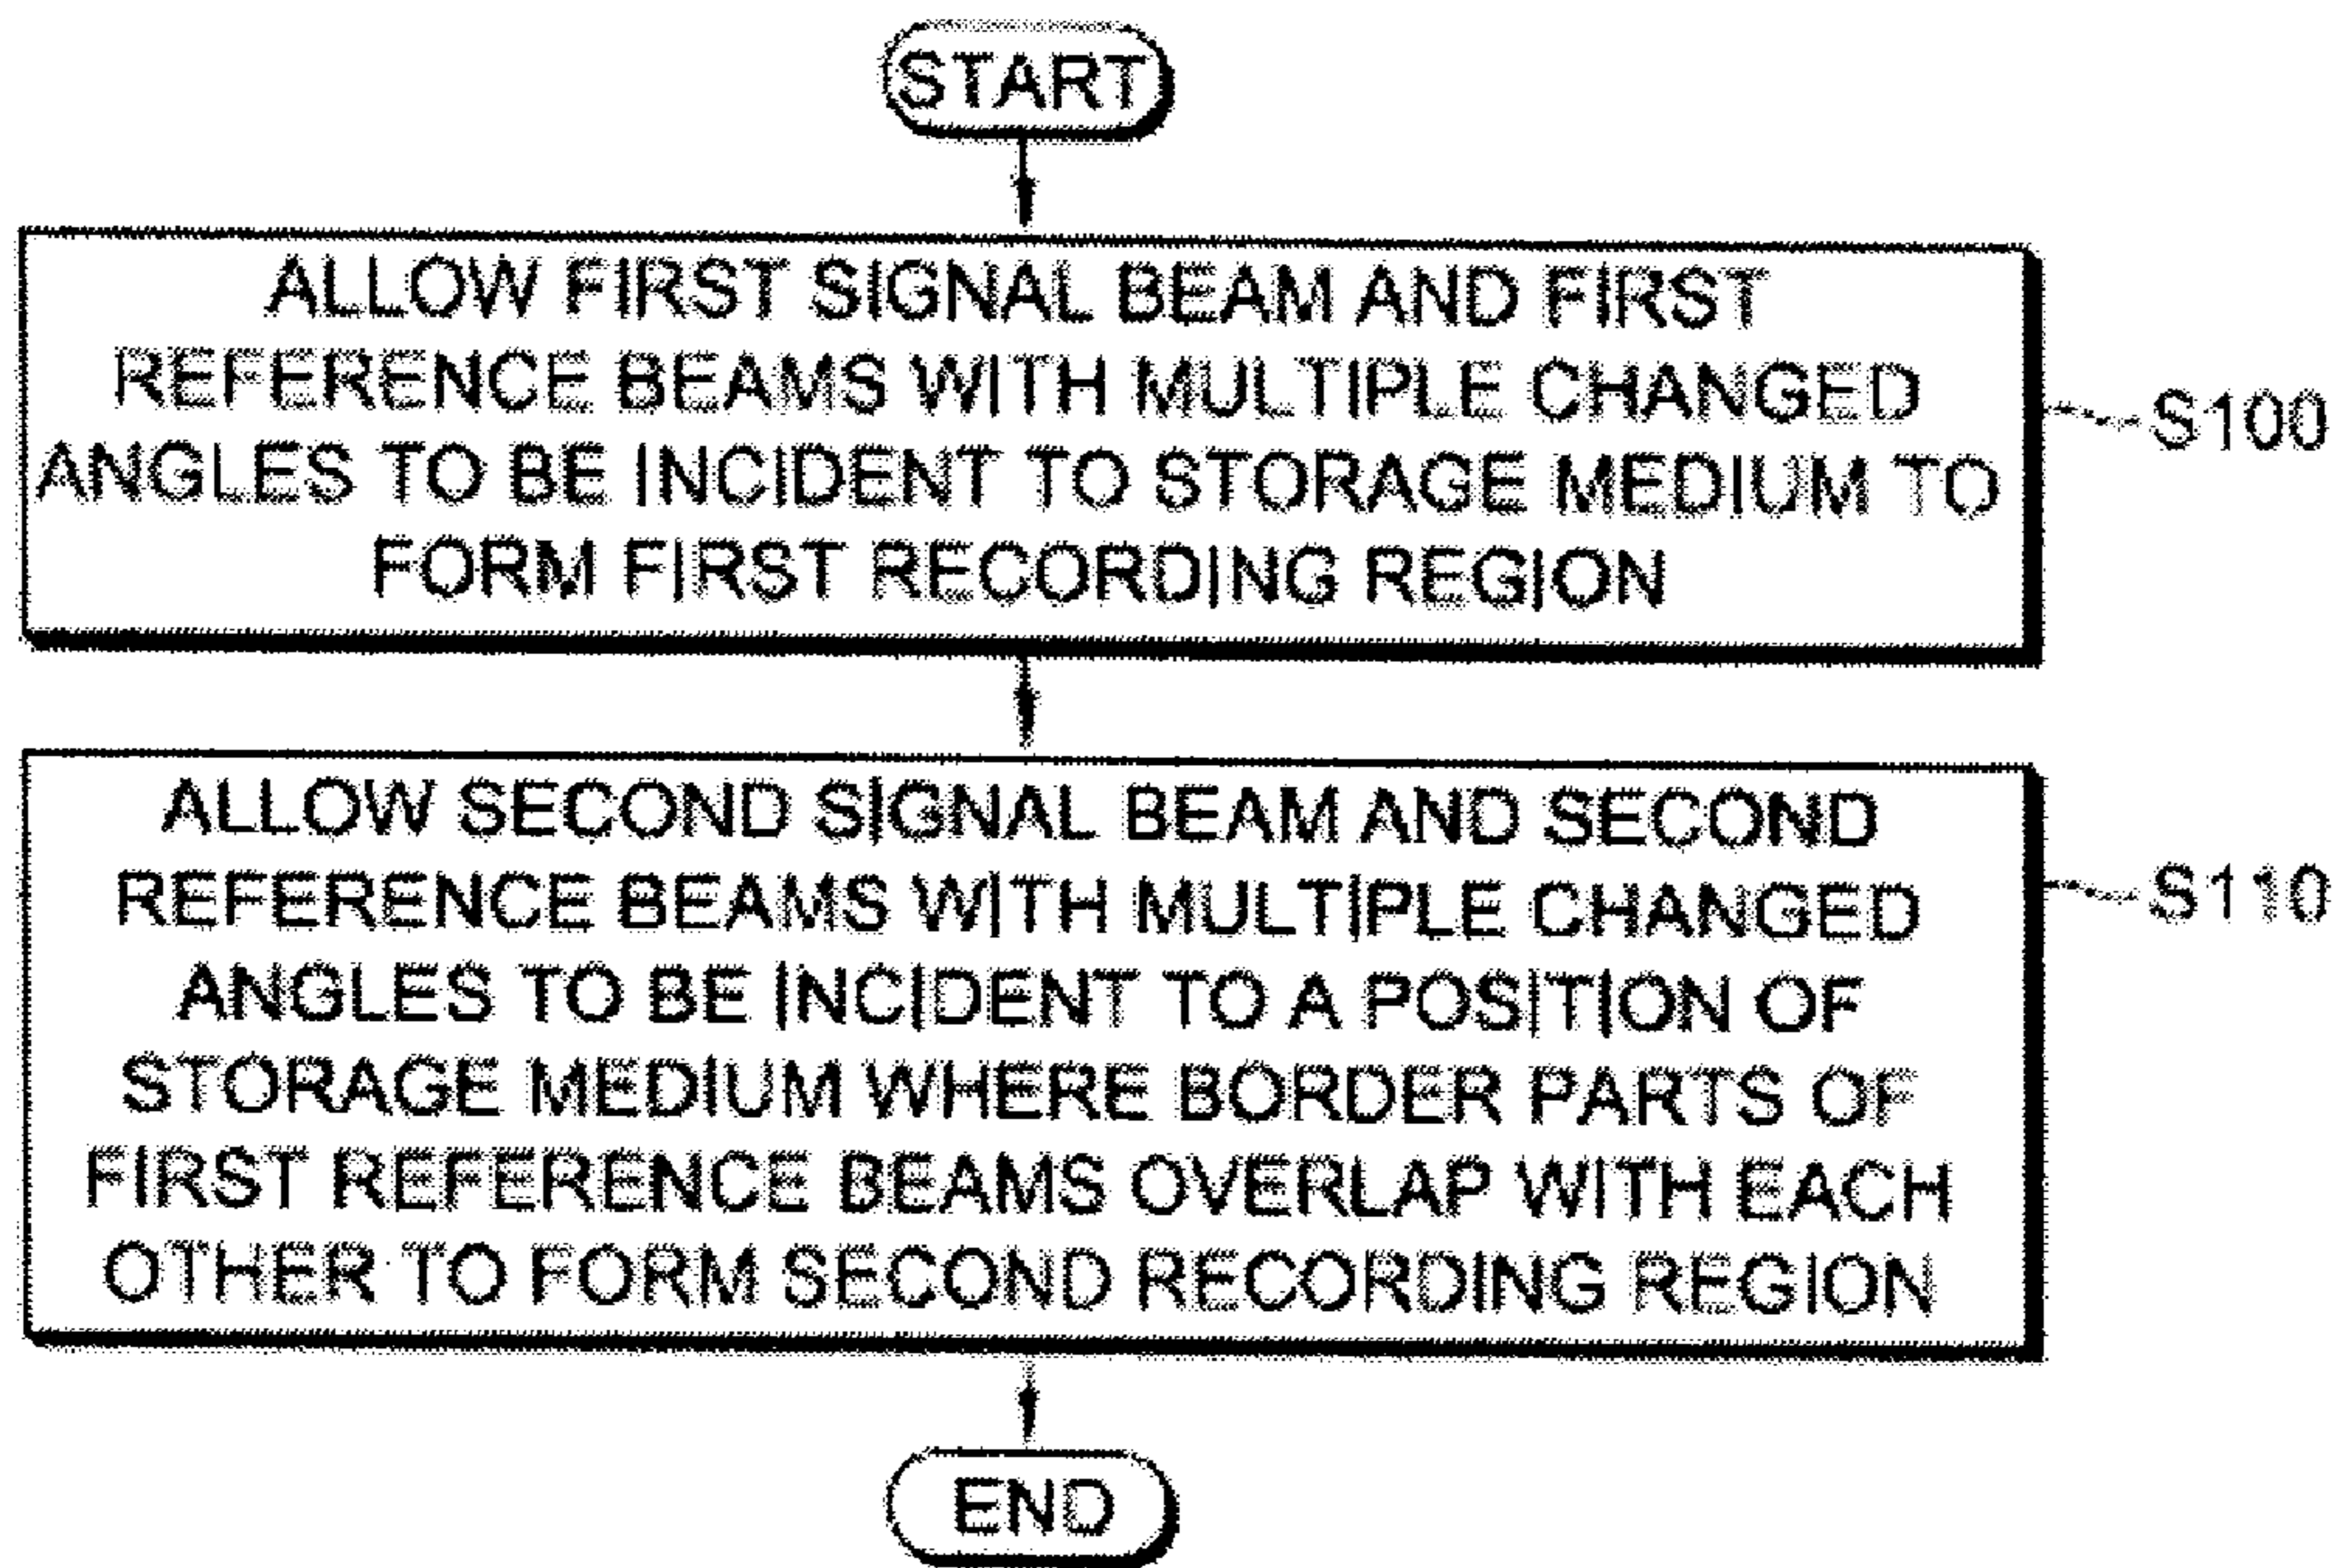 START
ALLOW FIRST SIGNAL BEAM AND FIRST
REFERENCE BEAMS WITH MULTIPLE CHANGED
ANGLES TO BE INCIDENT TO STORAGE MEDIUM TO
FORM FIRST RECORDING REGION
S100
ALLOW SECOND SIGNAL BEAM AND SECOND
REFERENCE BEAMS WITH MULTIPLE CHANGED
ANGLES TO BE INCIDENT TO A POSITION OF
STORAGE MEDIUM WHERE BORDER PARTS OF
FIRST REFERENCE BEAMS OVERLAP WITH EACH
OTHER TO FORM SECOND RECORDING REGION
S110
END